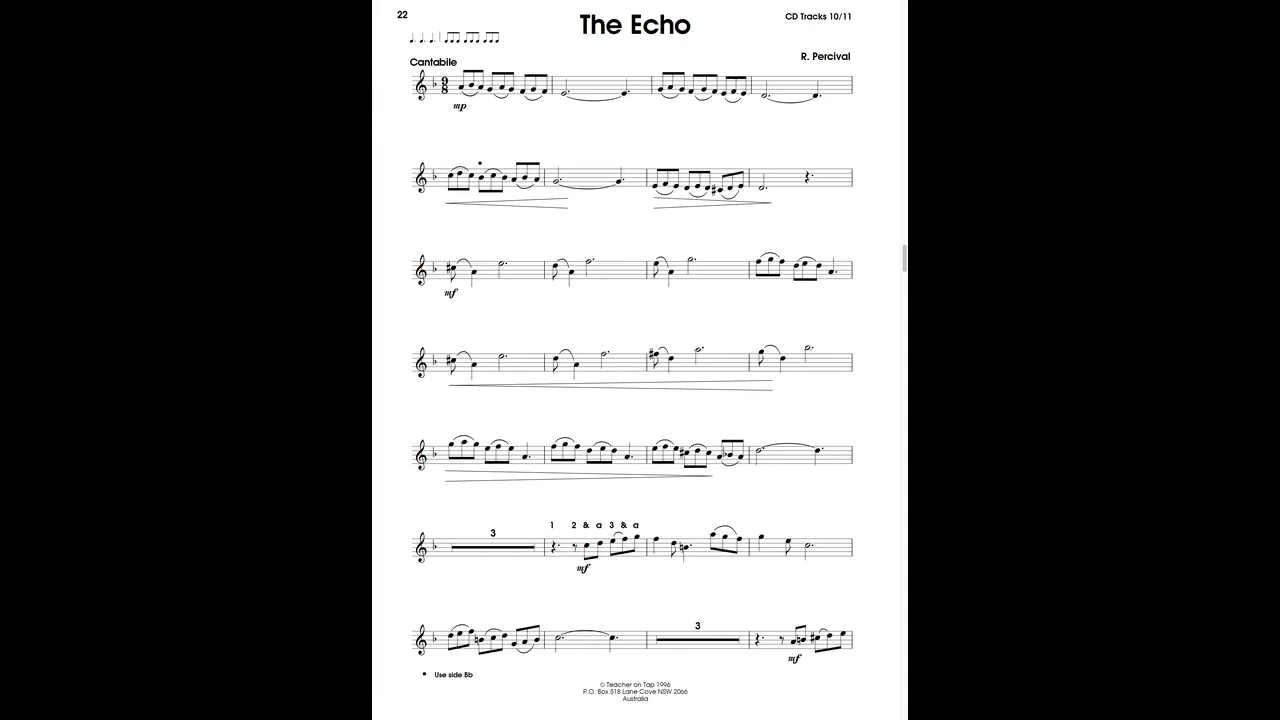 22
The Echo
CD Tracks 10/11
R. Percival
Cantabile
9
8
mp
mf
3
1 2 & a 3 & a
mf
3
mf
• Use side Bb
© Teacher on Tap 1996
P.O. Box 518 Lane Cove NSW 2066
Australia